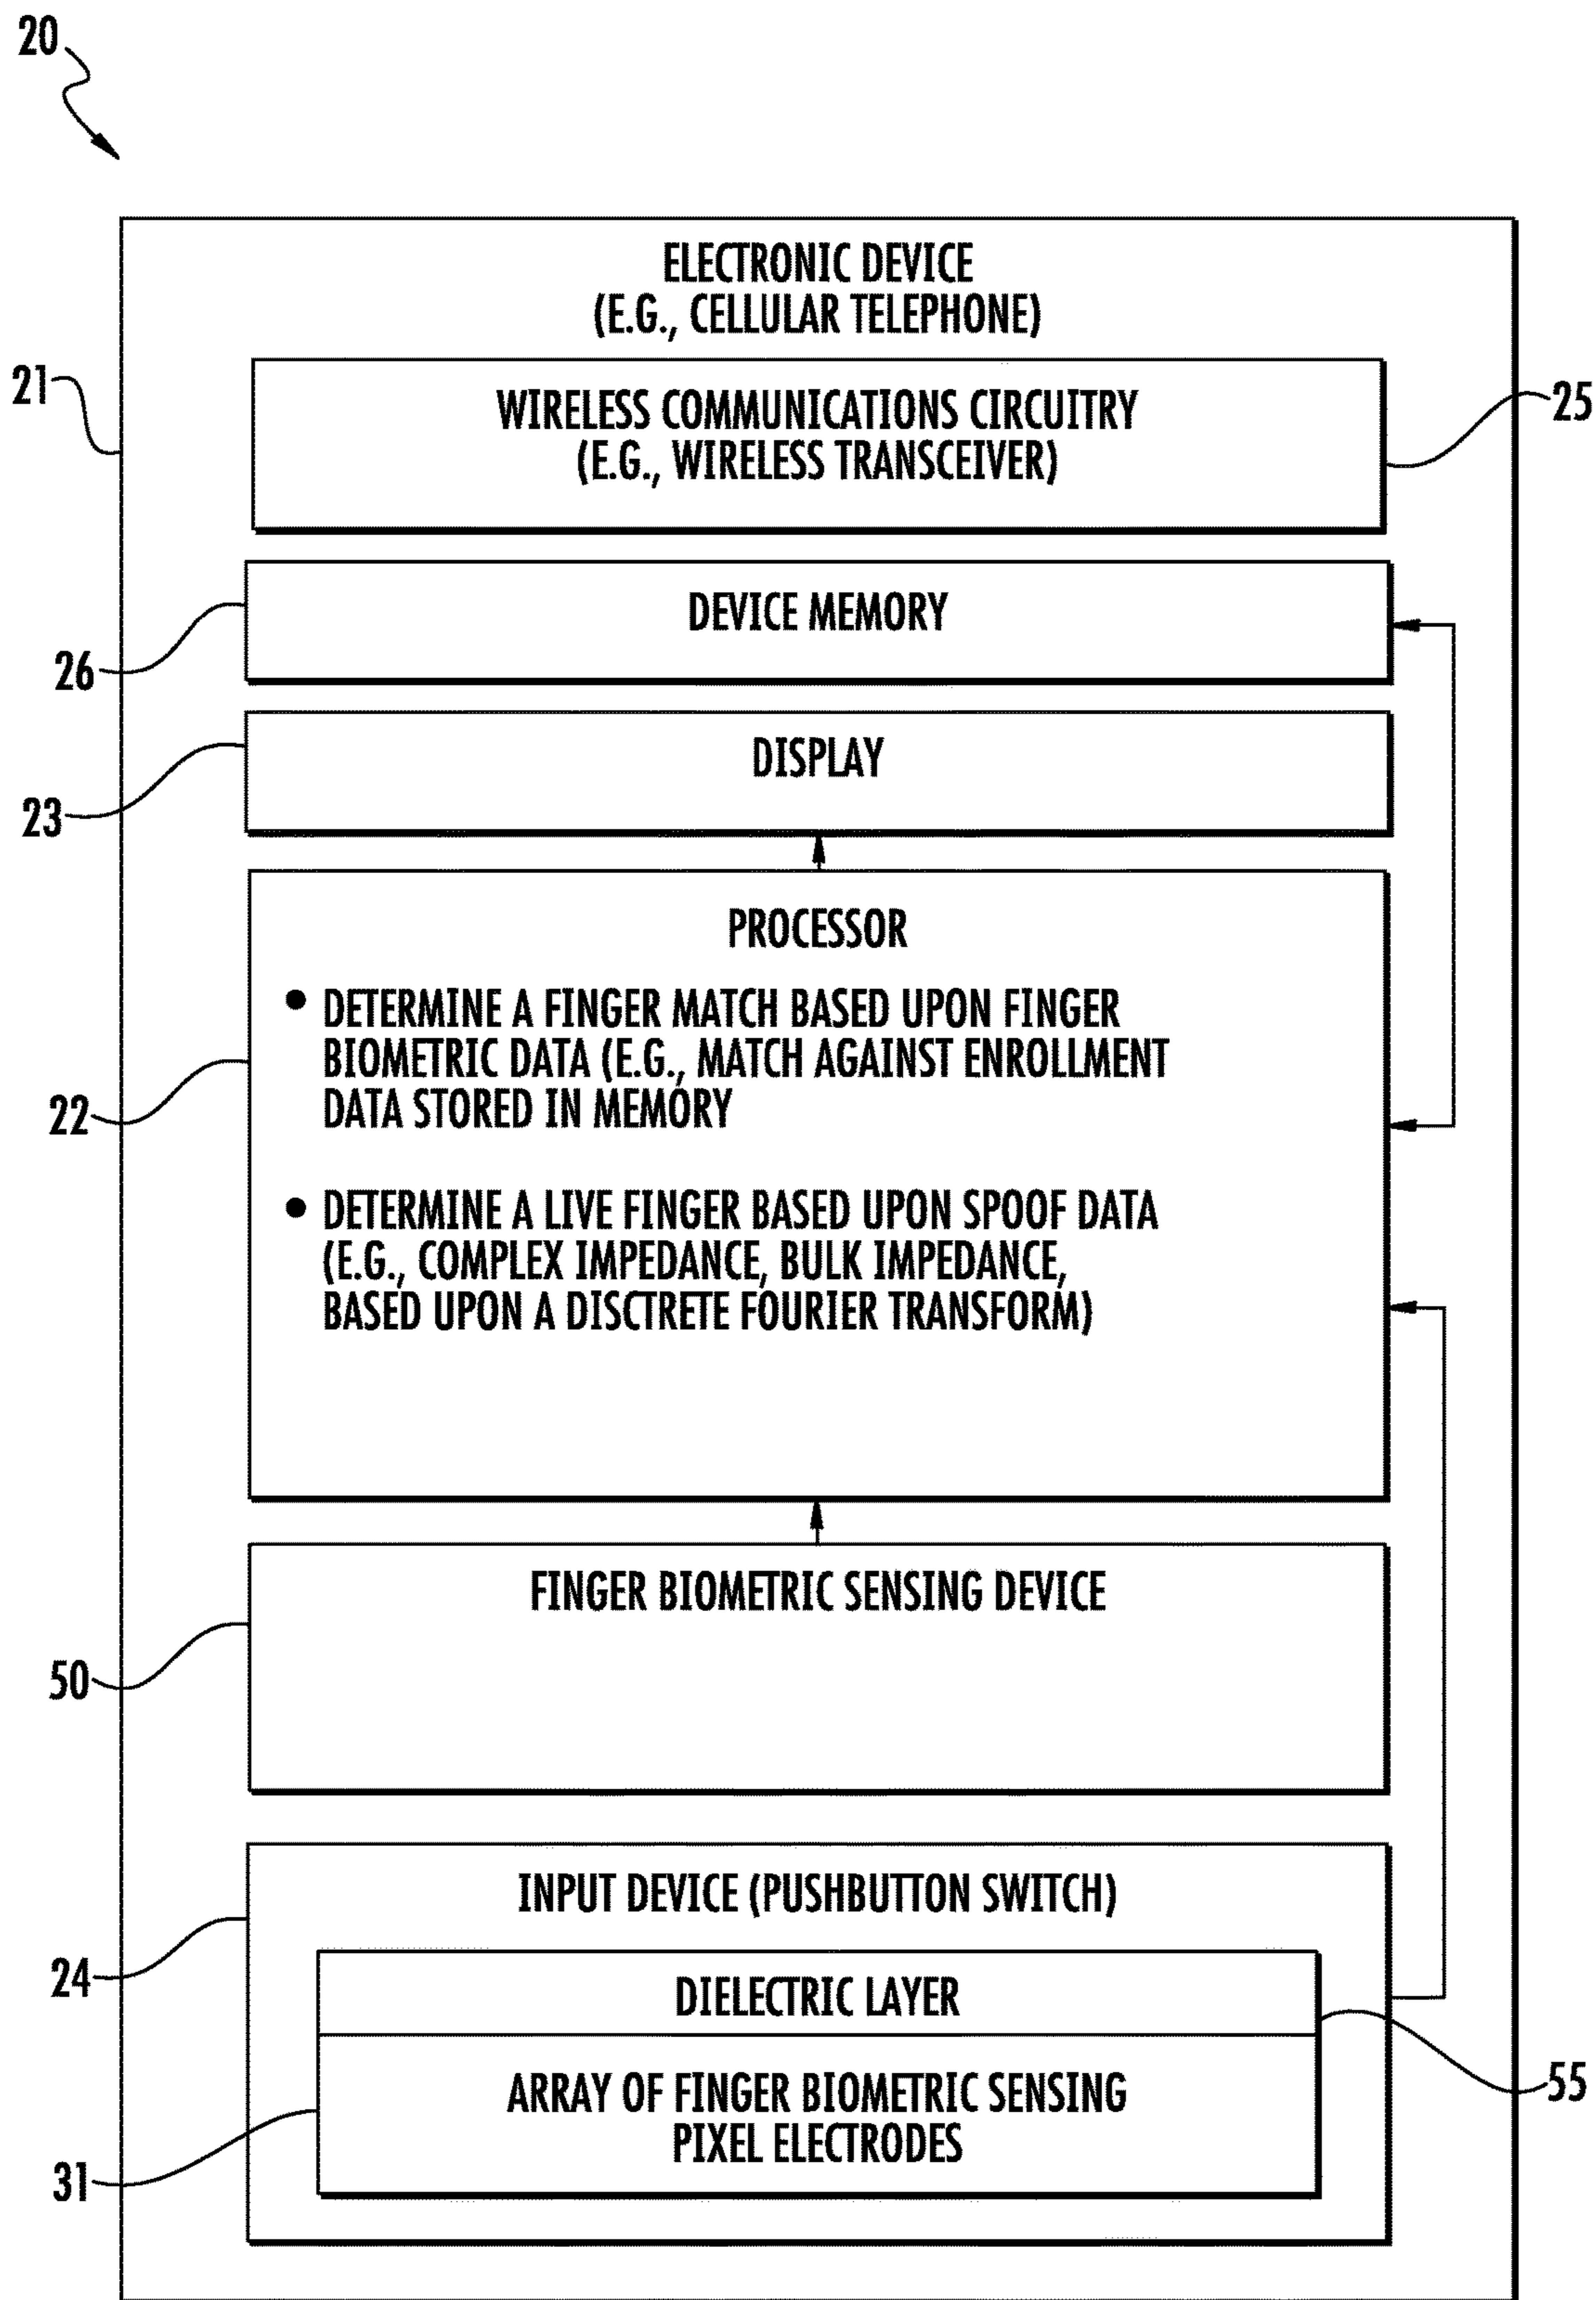 20
ELECTRONIC DEVICE
(E.G., CELLULAR TELEPHONE)
21
WIRELESS COMMUNICATIONS CIRCUITRY
(E.G., WIRELESS TRANSCEIVER)
25
DEVICE MEMORY
26
DISPLAY
23
PROCESSOR
• DETERMINE A FINGER MATCH BASED UPON FINGER
BIOMETRIC DATA (E.G., MATCH AGAINST ENROLLMENT
DATA STORED IN MEMORY
22
• DETERMINE A LIVE FINGER BASED UPON SPOOF DATA
(E.G., COMPLEX IMPEDANCE, BULK IMPEDANCE,
BASED UPON A DISCTRETE FOURIER TRANSFORM)
FINGER BIOMETRIC SENSING DEVICE
50
INPUT DEVICE (PUSHBUTTON SWITCH)
24
DIELECTRIC LAYER
55
ARRAY OF FINGER BIOMETRIC SENSING
PIXEL ELECTRODES
31